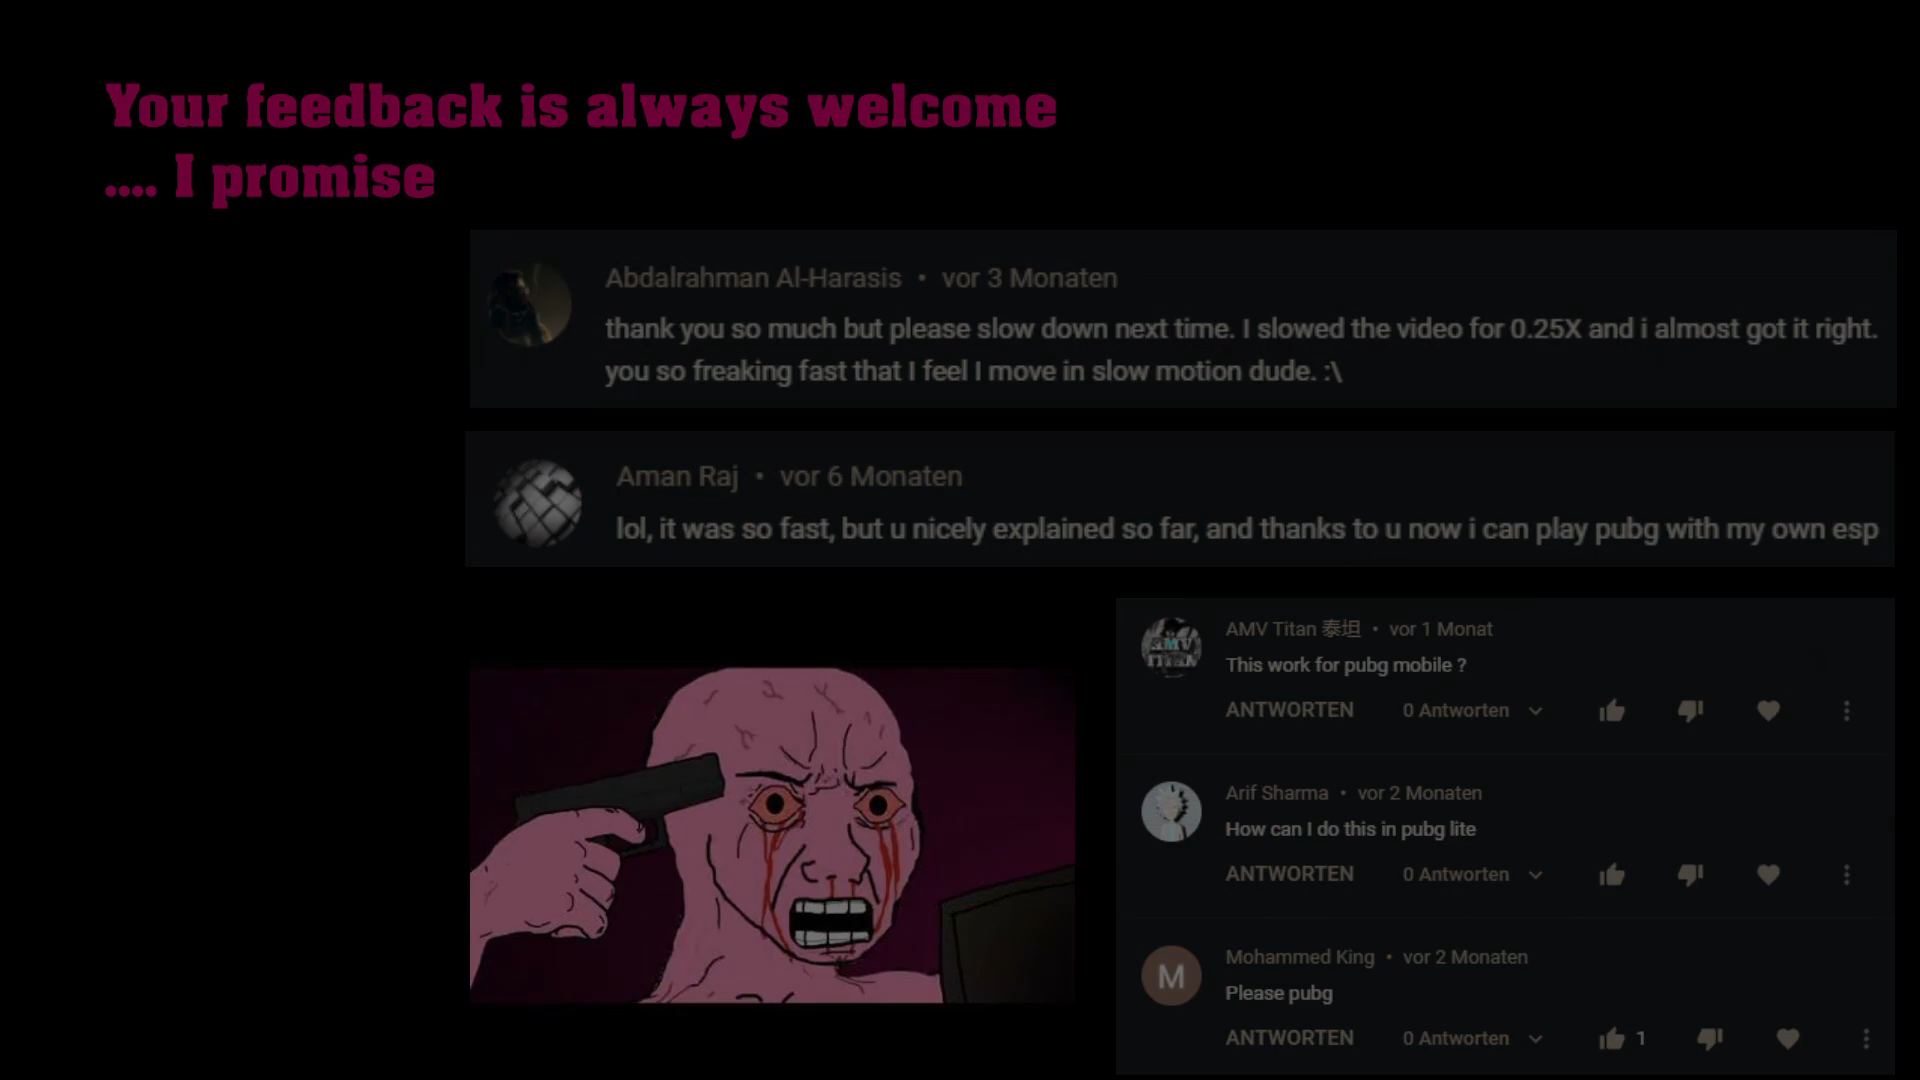 Your feedback is always welcome
.... I promise
Abdalrahman Al-Harasis • vor 3 Monaten
thank you so much but please slow down next time. I slowed the video for 0.25X and i almost got it right.
you so freaking fast that I feel I move in slow motion dude. :\
Aman Raj • vor 6 Monaten
lol, it was so fast, but u nicely explained so far, and thanks to u now i can play pubg with my own esp
AMV Titan 泰坦 • vor 1 Monat
This work for pubg mobile ?
ANTWORTEN 0 Antworten
Arif Sharma • vor 2 Monaten
How can I do this in pubg lite
ANTWORTEN 0 Antworten
M
Mohammed King • vor 2 Monaten
Please pubg
ANTWORTEN 0 Antworten 1
AMV
TITAN